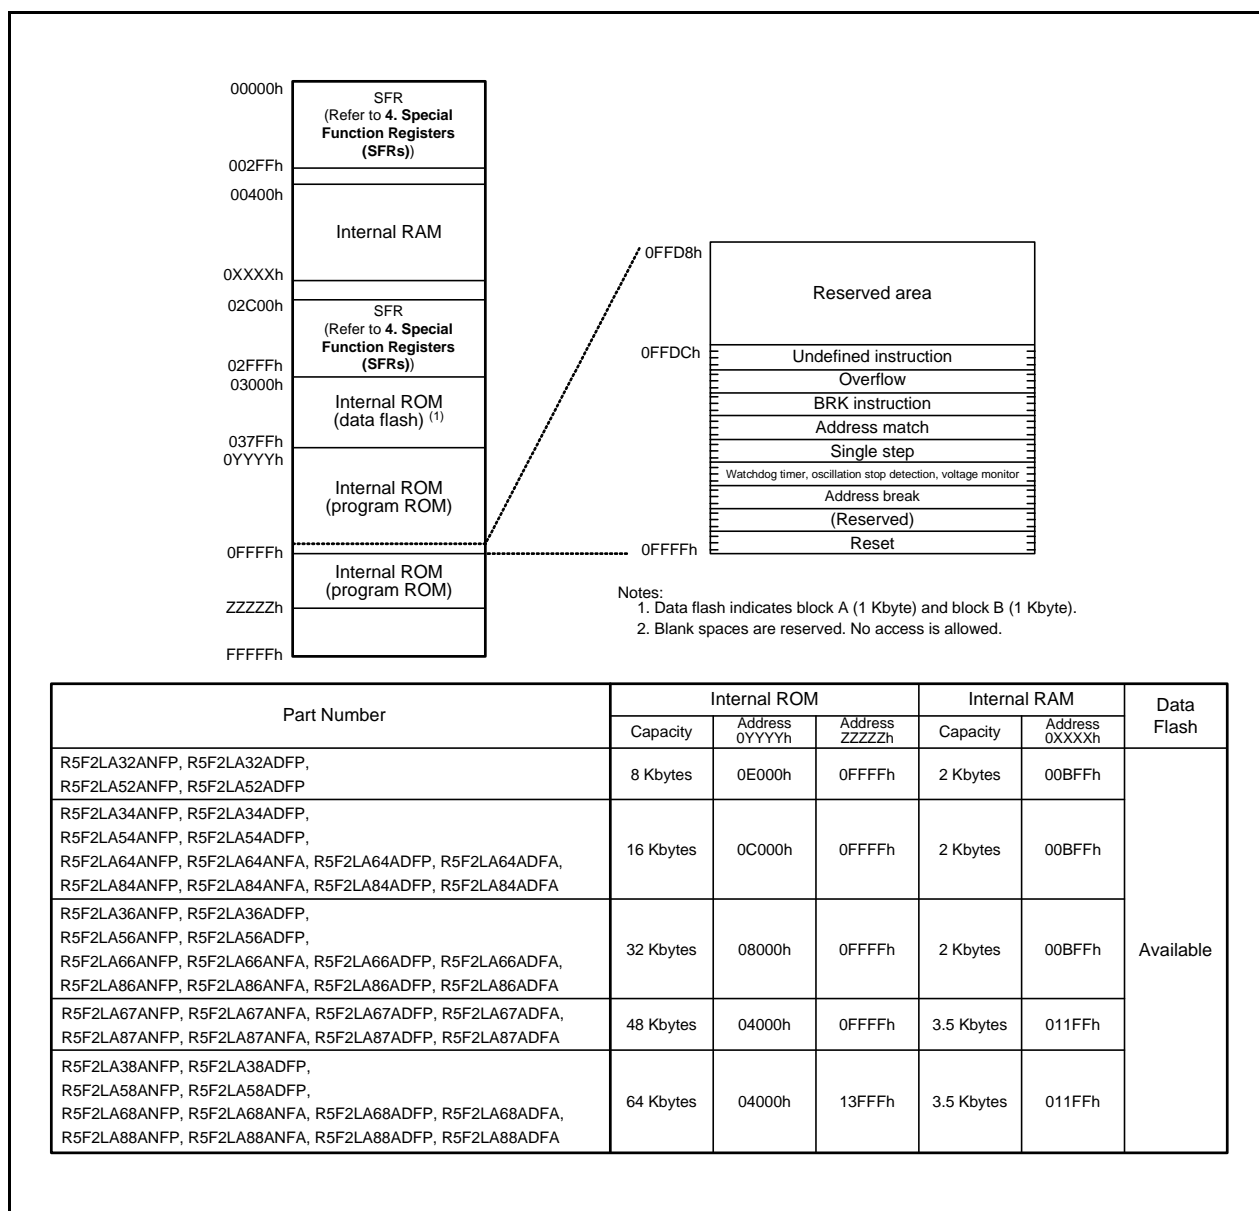 00000h
SFR
(Refer to 4. Special
Function Registers
(SFRs))
002FFh
00400h
Internal RAM
0XXXXh
02C00h
SFR
(Refer to 4. Special
Function Registers
(SFRs))
02FFFh
03000h
Internal ROM
(data flash) (1)
037FFh
0YYYYh
Internal ROM
(program ROM)
0FFFFh
Internal ROM
(program ROM)
ZZZZZh
FFFFFh
0FFD8h
Reserved area
0FFDCh
Undefined instruction
Overflow
BRK instruction
Address match
Single step
Watchdog timer, oscillation stop detection, voltage monitor
Address break
(Reserved)
0FFFFh
Reset
Notes:
1. Data flash indicates block A (1 Kbyte) and block B (1 Kbyte).
2. Blank spaces are reserved. No access is allowed.
Part Number
Internal ROM
Internal RAM
Data
Flash
Capacity
Address
0YYYYh
Address
ZZZZZh
Capacity
Address
0XXXXh
R5F2LA32ANFP, R5F2LA32ADFP,
R5F2LA52ANFP, R5F2LA52ADFP
8 Kbytes
0E000h
0FFFFh
2 Kbytes
00BFFh
R5F2LA34ANFP, R5F2LA34ADFP,
R5F2LA54ANFP, R5F2LA54ADFP,
R5F2LA64ANFP, R5F2LA64ANFA, R5F2LA64ADFP, R5F2LA64ADFA,
R5F2LA84ANFP, R5F2LA84ANFA, R5F2LA84ADFP, R5F2LA84ADFA
16 Kbytes
0C000h
0FFFFh
2 Kbytes
00BFFh
R5F2LA36ANFP, R5F2LA36ADFP,
R5F2LA56ANFP, R5F2LA56ADFP,
R5F2LA66ANFP, R5F2LA66ANFA, R5F2LA66ADFP, R5F2LA66ADFA,
R5F2LA86ANFP, R5F2LA86ANFA, R5F2LA86ADFP, R5F2LA86ADFA
32 Kbytes
08000h
0FFFFh
2 Kbytes
00BFFh
Available
R5F2LA67ANFP, R5F2LA67ANFA, R5F2LA67ADFP, R5F2LA67ADFA,
R5F2LA87ANFP, R5F2LA87ANFA, R5F2LA87ADFP, R5F2LA87ADFA
48 Kbytes
04000h
0FFFFh
3.5 Kbytes
011FFh
R5F2LA38ANFP, R5F2LA38ADFP,
R5F2LA58ANFP, R5F2LA58ADFP,
R5F2LA68ANFP, R5F2LA68ANFA, R5F2LA68ADFP, R5F2LA68ADFA,
R5F2LA88ANFP, R5F2LA88ANFA, R5F2LA88ADFP, R5F2LA88ADFA
64 Kbytes
04000h
13FFFh
3.5 Kbytes
011FFh